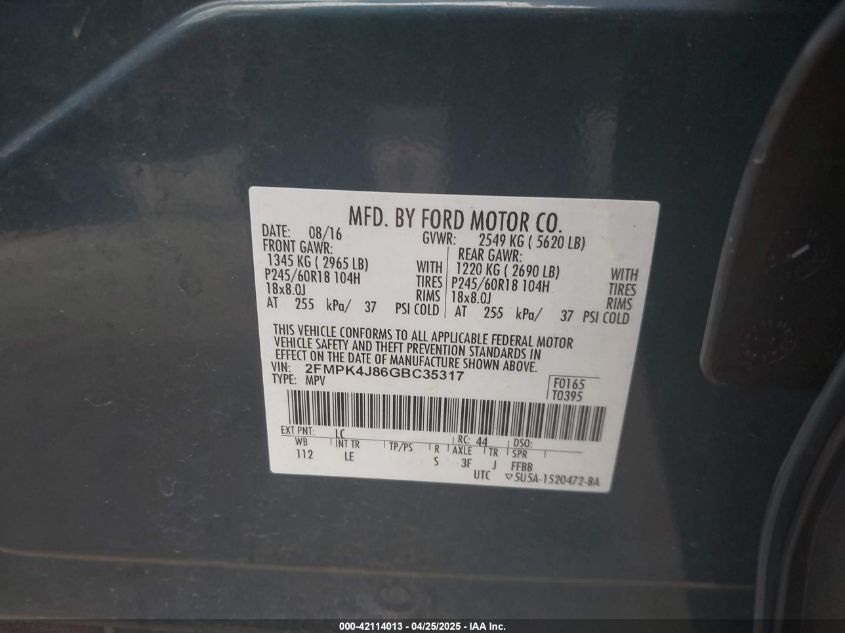 MFD. BY FORD MOTOR CO.
DATE: 08/16 GVWR: 2549 KG ( 5620 LB)
FRONT GAWR: REAR GAWR:
1345 KG ( 2965 LB) WITH 1220 KG ( 2690 LB) WITH
P245/60R18 104H TIRES P245/60R18 104H TIRES
18x8.0J RIMS 18x8.0J RIMS
AT 255 kPa/ 37 PSI COLD AT 255 kPa/ 37 PSI COLD
THIS VEHICLE CONFORMS TO ALL APPLICABLE FEDERAL MOTOR
VEHICLE SAFETY AND THEFT PREVENTION STANDARDS IN
EFFECT ON THE DATE OF MANUFACTURE SHOWN ABOVE.
VIN: 2FMPK4J86GBC35317
TYPE: MPV
F0165
T0395
EXT PNT: LC RC: 44 DSO:
WB INT TR TP/PS R AXLE TR SPR
112 LE S 3F J FFBB
UTC ▽5U5A-1520472-BA
000-42114013 - 04/25/2025 - IAA Inc.